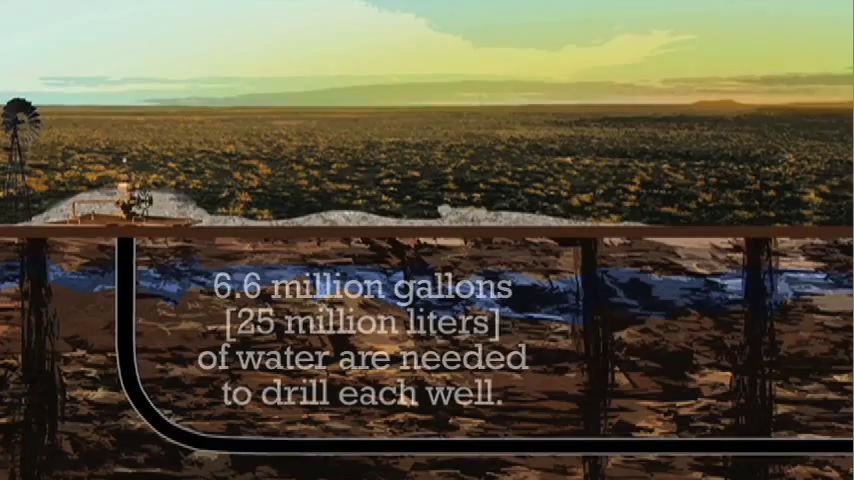 6.6 million gallons
[25 million liters]
of water are needed
to drill each well.